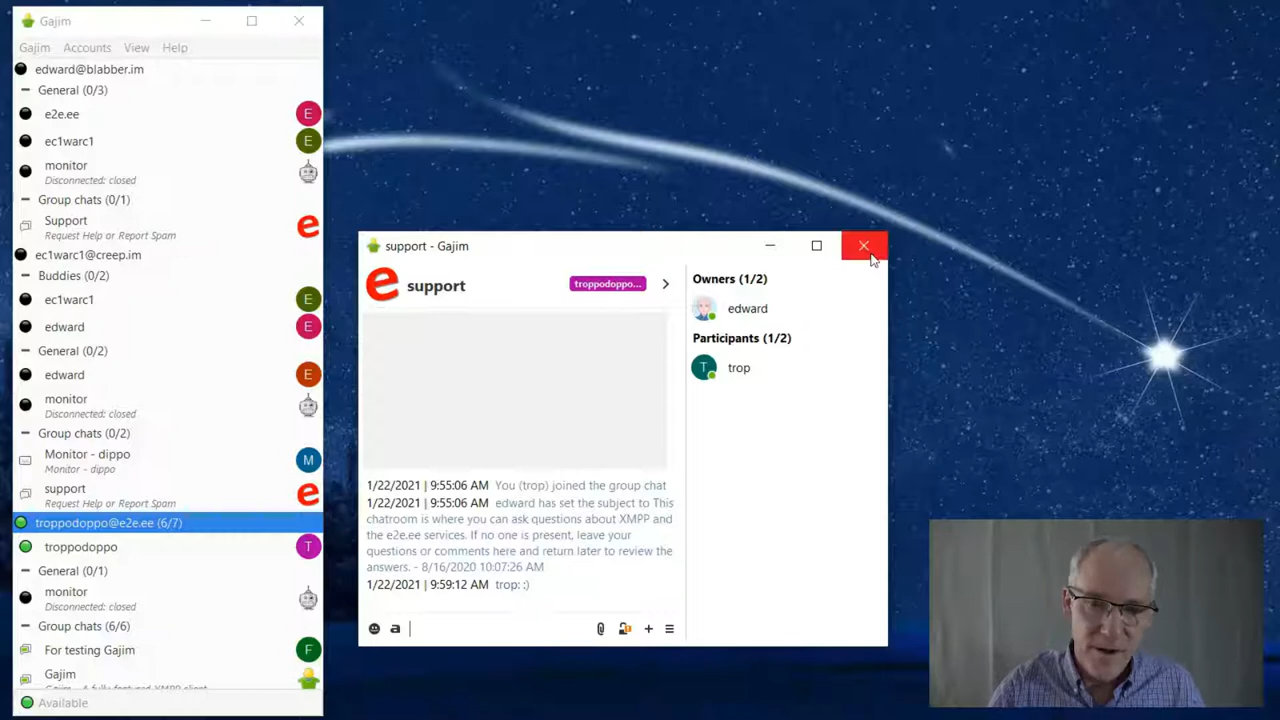 Gajim
Gajim Accounts View Help
edward@blabber.im
General (0/3)
e2e.ee
E
ec1warc1
E
monitor
Disconnected: closed
Group chats (0/1)
Support
Request Help or Report Spam
e
ec1warc1@creep.im
Buddies (0/2)
ec1warc1
E
edward
E
General (0/2)
edward
E
monitor
Disconnected: closed
Group chats (0/2)
Monitor - dippo
Monitor - dippo
M
support
Request Help or Report Spam
e
troppodoppo@e2e.ee (6/7)
troppodoppo
T
General (0/1)
monitor
Disconnected: closed
Group chats (6/6)
For testing Gajim
F
Gajim
Gajim - A fully-featured XMPP client
Available
support - Gajim
e support troppodoppo...
1/22/2021 | 9:55:06 AM You (trop) joined the group chat
1/22/2021 | 9:55:06 AM edward has set the subject to This
chatroom is where you can ask questions about XMPP and
the e2e.ee services. If no one is present, leave your
questions or comments here and return later to review the
answers. - 8/16/2020 10:07:26 AM
1/22/2021 | 9:59:12 AM trop: :)
a
Owners (1/2)
edward
Participants (1/2)
T
trop